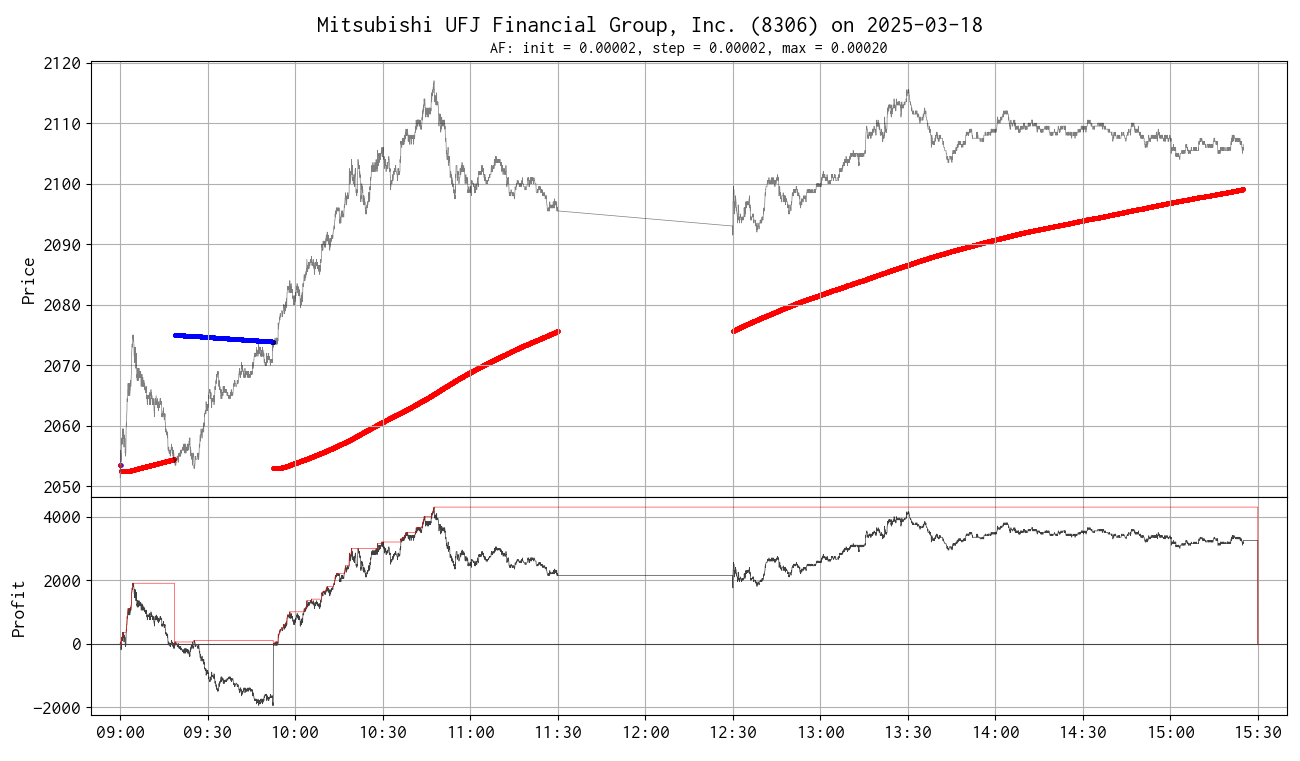 Mitsubishi UFJ Financial Group, Inc. (8306) on 2025-03-18
AF: init = 0.00002, step = 0.00002, max = 0.00020
Price
2120
2110
2100
2090
2080
2070
2060
2050
Profit
4000
2000
0
−2000
09:00 09:30 10:00 10:30 11:00 11:30 12:00 12:30 13:00 13:30 14:00 14:30 15:00 15:30